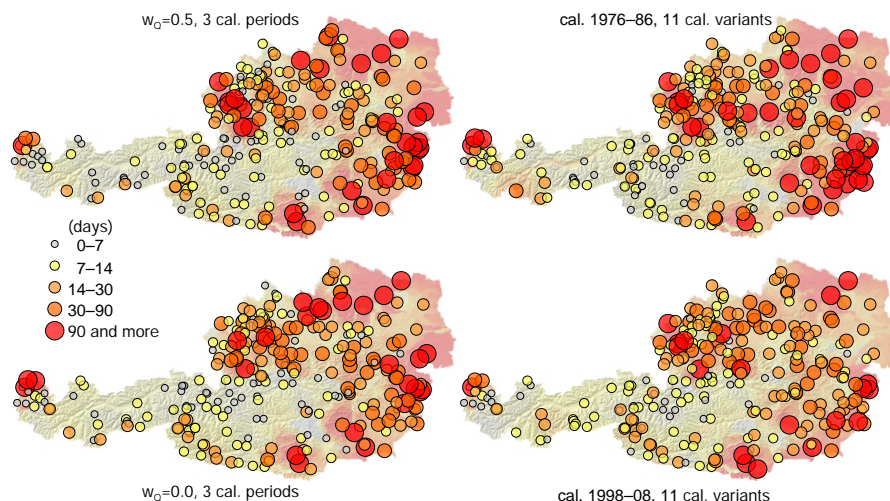 w_Q=0.5, 3 cal. periods
cal. 1976–86, 11 cal. variants
(days)
0–7
7–14
14–30
30–90
90 and more
w_Q=0.0, 3 cal. periods
cal. 1998–08, 11 cal. variants